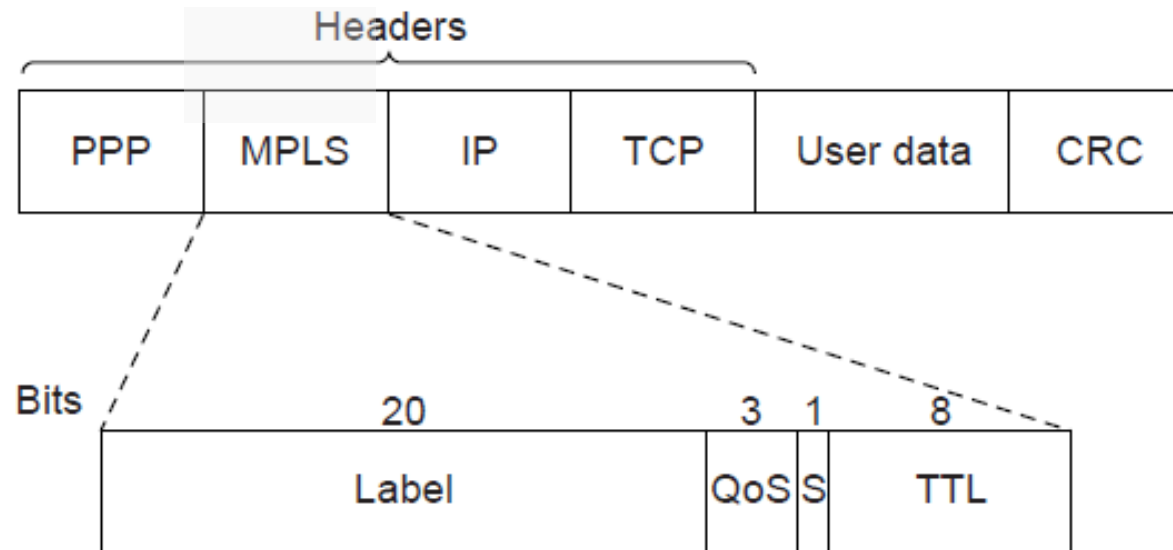 Headers
PPP MPLS IP TCP User data CRC
Bits 20 3 1 8
Label QoS S TTL